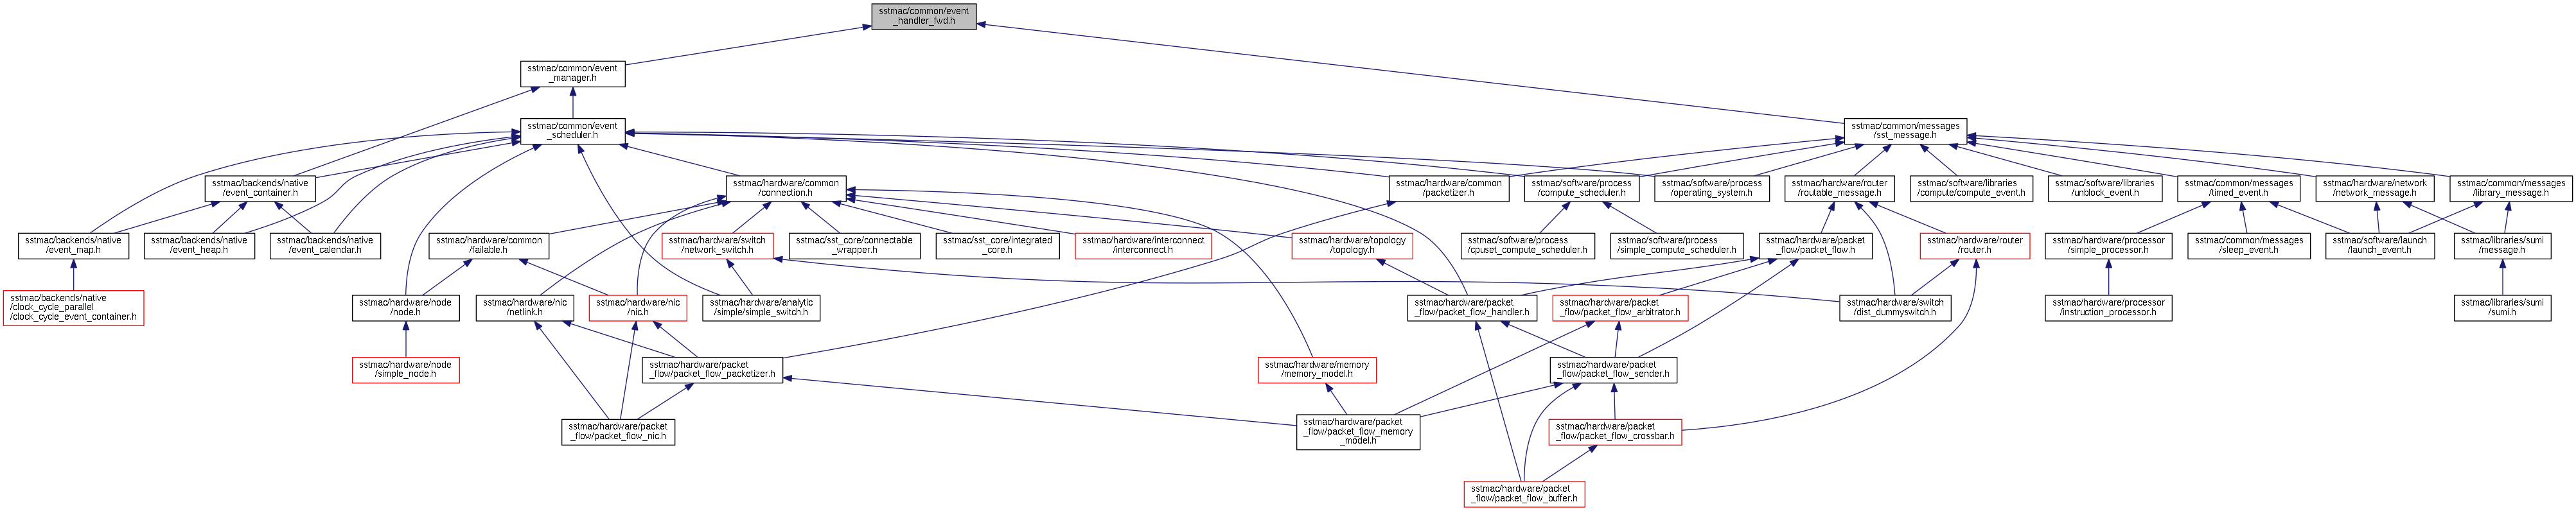 sstmac/common/event
_handler_fwd.h
sstmac/common/event
_manager.h
sstmac/common/event
_scheduler.h
sstmac/common/messages
/sst_message.h
sstmac/backends/native
/event_container.h
sstmac/hardware/common
/connection.h
sstmac/hardware/common
/packetizer.h
sstmac/software/process
/compute_scheduler.h
sstmac/software/process
/operating_system.h
sstmac/hardware/router
/routable_message.h
sstmac/software/libraries
/compute/compute_event.h
sstmac/software/libraries
/unblock_event.h
sstmac/common/messages
/timed_event.h
sstmac/hardware/network
/network_message.h
sstmac/common/messages
/library_message.h
sstmac/backends/native
/event_map.h
sstmac/backends/native
/event_heap.h
sstmac/backends/native
/event_calendar.h
sstmac/hardware/common
/failable.h
sstmac/hardware/switch
/network_switch.h
sstmac/sst_core/connectable
_wrapper.h
sstmac/sst_core/integrated
_core.h
sstmac/hardware/interconnect
/interconnect.h
sstmac/hardware/topology
/topology.h
sstmac/software/process
/cpuset_compute_scheduler.h
sstmac/software/process
/simple_compute_scheduler.h
sstmac/hardware/packet
_flow/packet_flow.h
sstmac/hardware/router
/router.h
sstmac/hardware/processor
/simple_processor.h
sstmac/common/messages
/sleep_event.h
sstmac/software/launch
/launch_event.h
sstmac/libraries/sumi
/message.h
sstmac/backends/native
/clock_cycle_parallel
/clock_cycle_event_container.h
sstmac/hardware/node
/node.h
sstmac/hardware/nic
/netlink.h
sstmac/hardware/nic
/nic.h
sstmac/hardware/analytic
/simple/simple_switch.h
sstmac/hardware/packet
_flow/packet_flow_handler.h
sstmac/hardware/packet
_flow/packet_flow_arbitrator.h
sstmac/hardware/switch
/dist_dummyswitch.h
sstmac/hardware/processor
/instruction_processor.h
sstmac/libraries/sumi
/sumi.h
sstmac/hardware/node
/simple_node.h
sstmac/hardware/packet
_flow/packet_flow_packetizer.h
sstmac/hardware/memory
/memory_model.h
sstmac/hardware/packet
_flow/packet_flow_sender.h
sstmac/hardware/packet
_flow/packet_flow_nic.h
sstmac/hardware/packet
_flow/packet_flow_memory
_model.h
sstmac/hardware/packet
_flow/packet_flow_crossbar.h
sstmac/hardware/packet
_flow/packet_flow_buffer.h